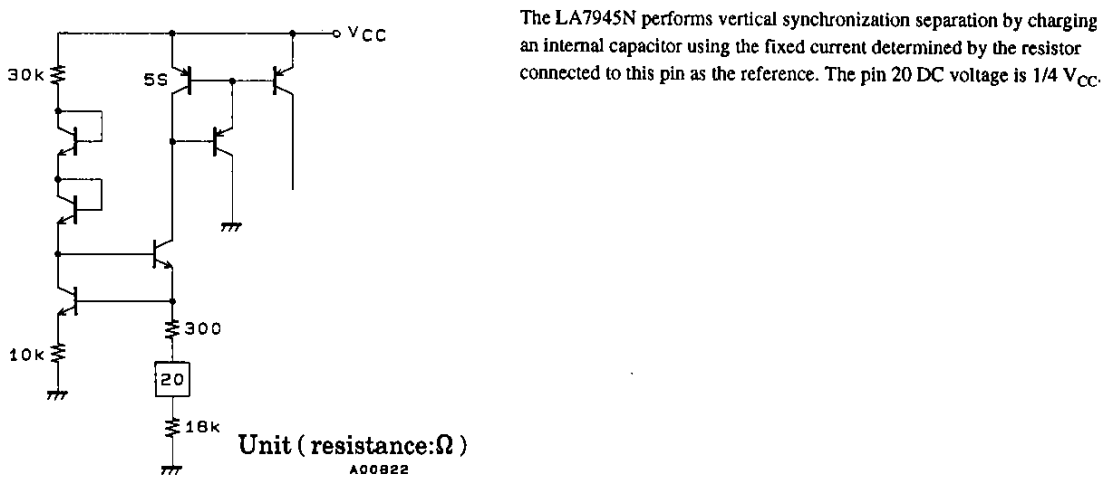 The LA7945N performs vertical synchronization separation by charging
an internal capacitor using the fixed current determined by the resistor
connected to this pin as the reference. The pin 20 DC voltage is 1/4 VCC.
VCC
30k
5S
300
10k
20
18k
Unit ( resistance:Ω )
A00822